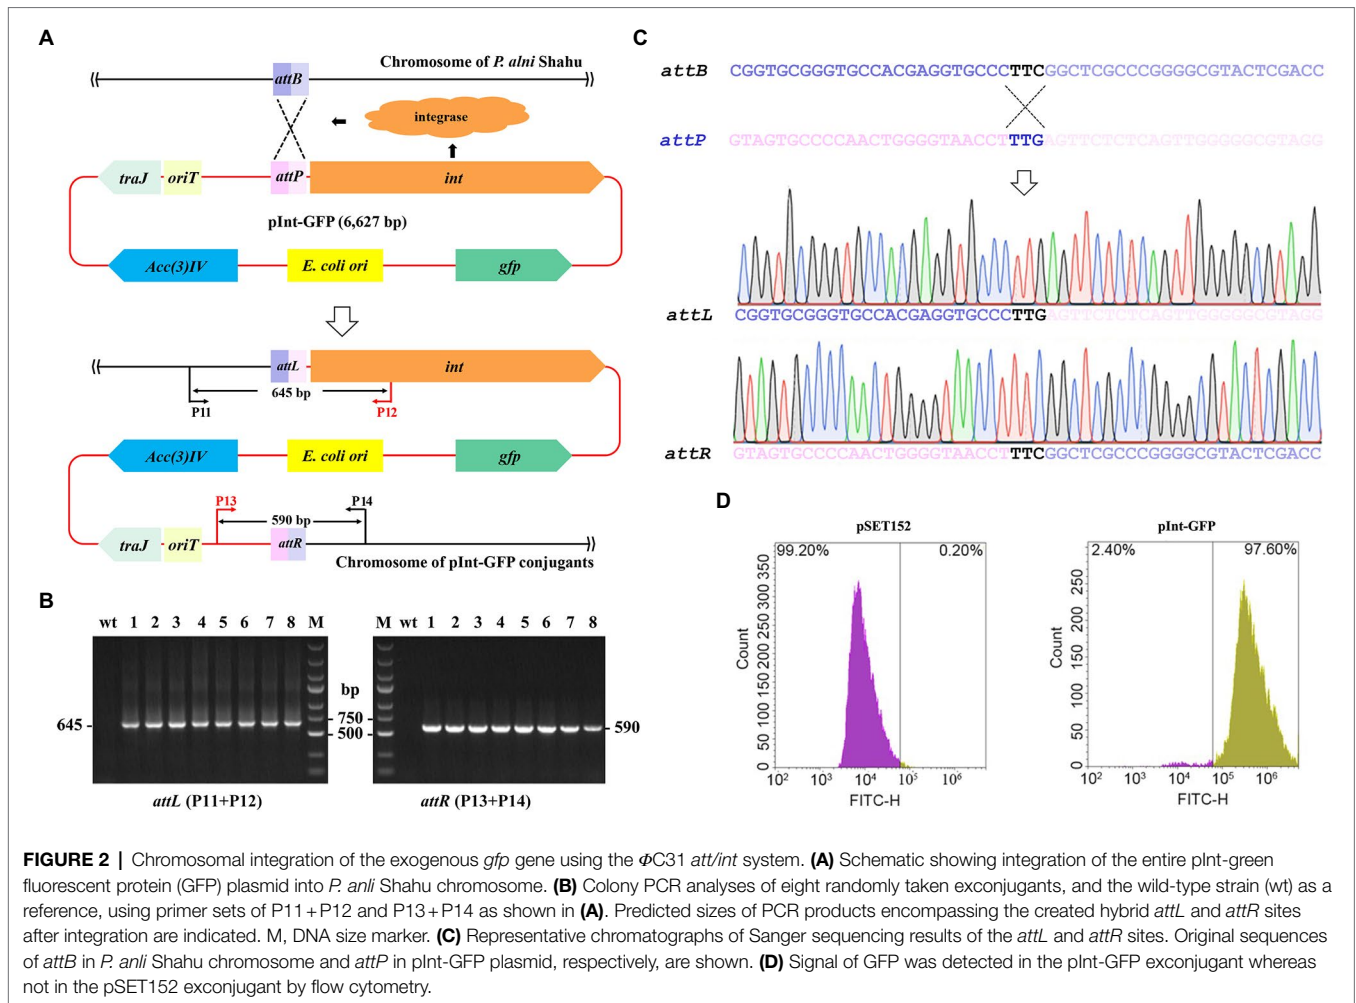 A
Chromosome of P. alni Shahu
attB
integrase
traJ
oriT
attP
int
pInt-GFP (6,627 bp)
Acc(3)IV
E. coli ori
gfp
attL
int
645 bp
P11
P12
Acc(3)IV
E. coli ori
gfp
P13
P14
590 bp
traJ
oriT
attR
Chromosome of pInt-GFP conjugants
B
wt 1 2 3 4 5 6 7 8 M
M wt 1 2 3 4 5 6 7 8
bp
645
750
500
590
attL (P11+P12)
attR (P13+P14)
C
attB CGGTGCGGGTGCCACGAGGTGCCCTTCGGCTCGCCCGGGGCGTACTCGACC
attP GTAGTGCCCCAACTGGGGTAACCTTTGAGTTCTCTCAGTTGGGGGCGTAGG
attL CGGTGCGGGTGCCACGAGGTGCCCTTGAGTTCTCTCAGTTGGGGGCGTAGG
attR GTAGTGCCCCAACTGGGGTAACCTTTCGGCTCGCCCGGGGCGTACTCGACC
D
pSET152
99.20%
0.20%
Count
0 50 100 150 200 250 300 350
10² 10³ 10⁴ 10⁵ 10⁶
FITC-H
pInt-GFP
2.40%
97.60%
Count
0 50 100 150 200 250
10² 10³ 10⁴ 10⁵ 10⁶
FITC-H
FIGURE 2 | Chromosomal integration of the exogenous gfp gene using the ΦC31 att/int system. (A) Schematic showing integration of the entire pInt-green
fluorescent protein (GFP) plasmid into P. anli Shahu chromosome. (B) Colony PCR analyses of eight randomly taken exconjugants, and the wild-type strain (wt) as a
reference, using primer sets of P11+P12 and P13+P14 as shown in (A). Predicted sizes of PCR products encompassing the created hybrid attL and attR sites
after integration are indicated. M, DNA size marker. (C) Representative chromatographs of Sanger sequencing results of the attL and attR sites. Original sequences
of attB in P. anli Shahu chromosome and attP in pInt-GFP plasmid, respectively, are shown. (D) Signal of GFP was detected in the pInt-GFP exconjugant whereas
not in the pSET152 exconjugant by flow cytometry.